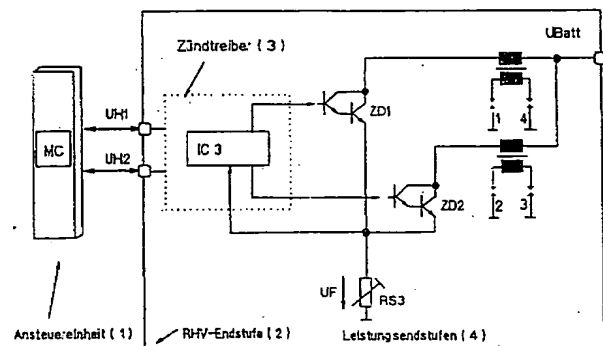 UBatt
Zündtreiber ( 3 )
ZD1
UH1
1 4
MC
IC 3
UH2
ZD2
2 3
UF
RS3
Ansteuereinheit ( 1 )
RHV-Endstufe ( 2 )
Leistungsendstufen ( 4 )